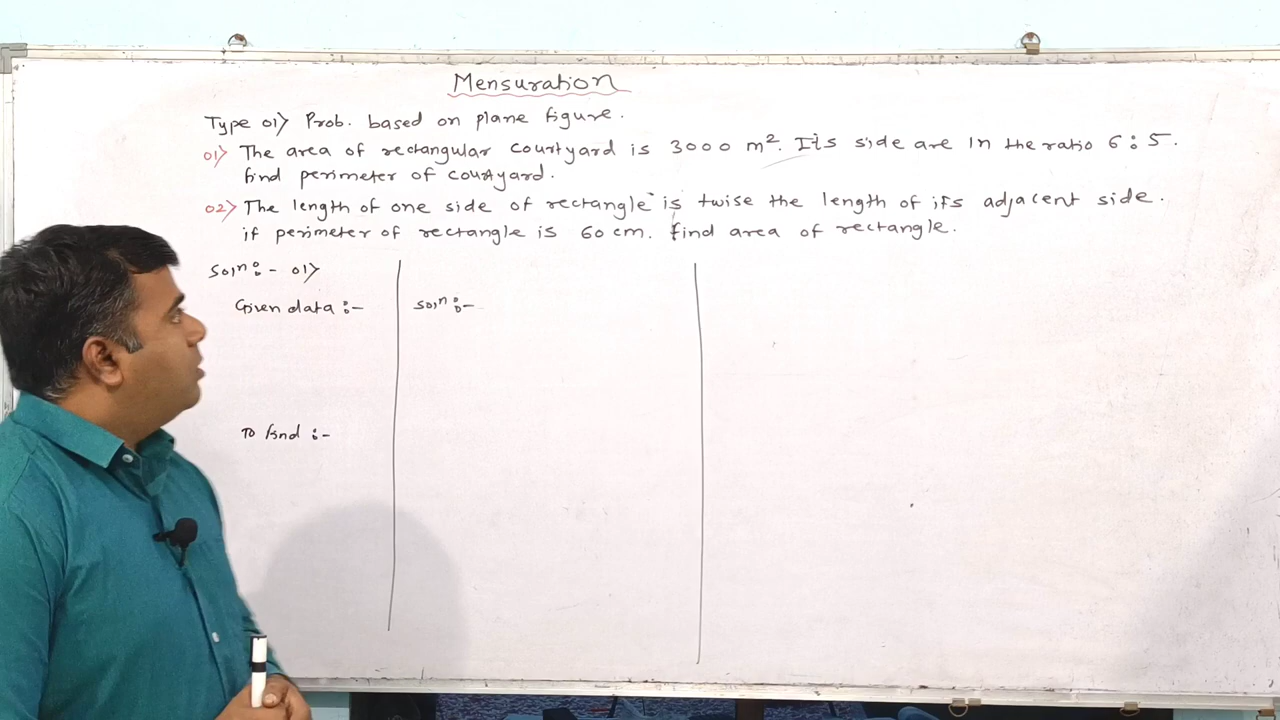 Mensuration
Type 01> Prob. based on plane figure.
01> The area of rectangular courtyard is 3000 m². Its side are in the ratio 6:5.
find perimeter of courtyard.
02> The length of one side of rectangle is twise the length of its adjacent side.
if perimeter of rectangle is 60 cm. find area of rectangle.
Soln :- 01>
Given data :-
Soln :-
To find :-